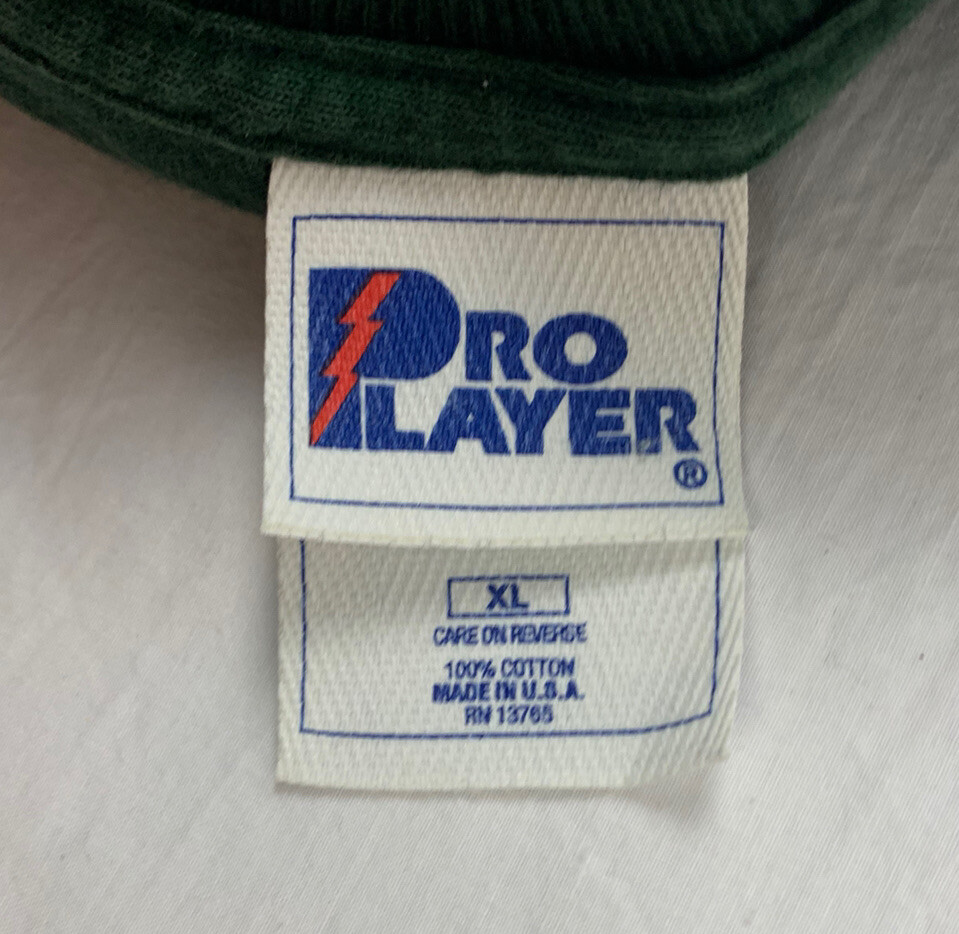 PRO
PLAYER
®
XL
CARE ON REVERSE
100% COTTON
MADE IN U.S.A.
RN 13765